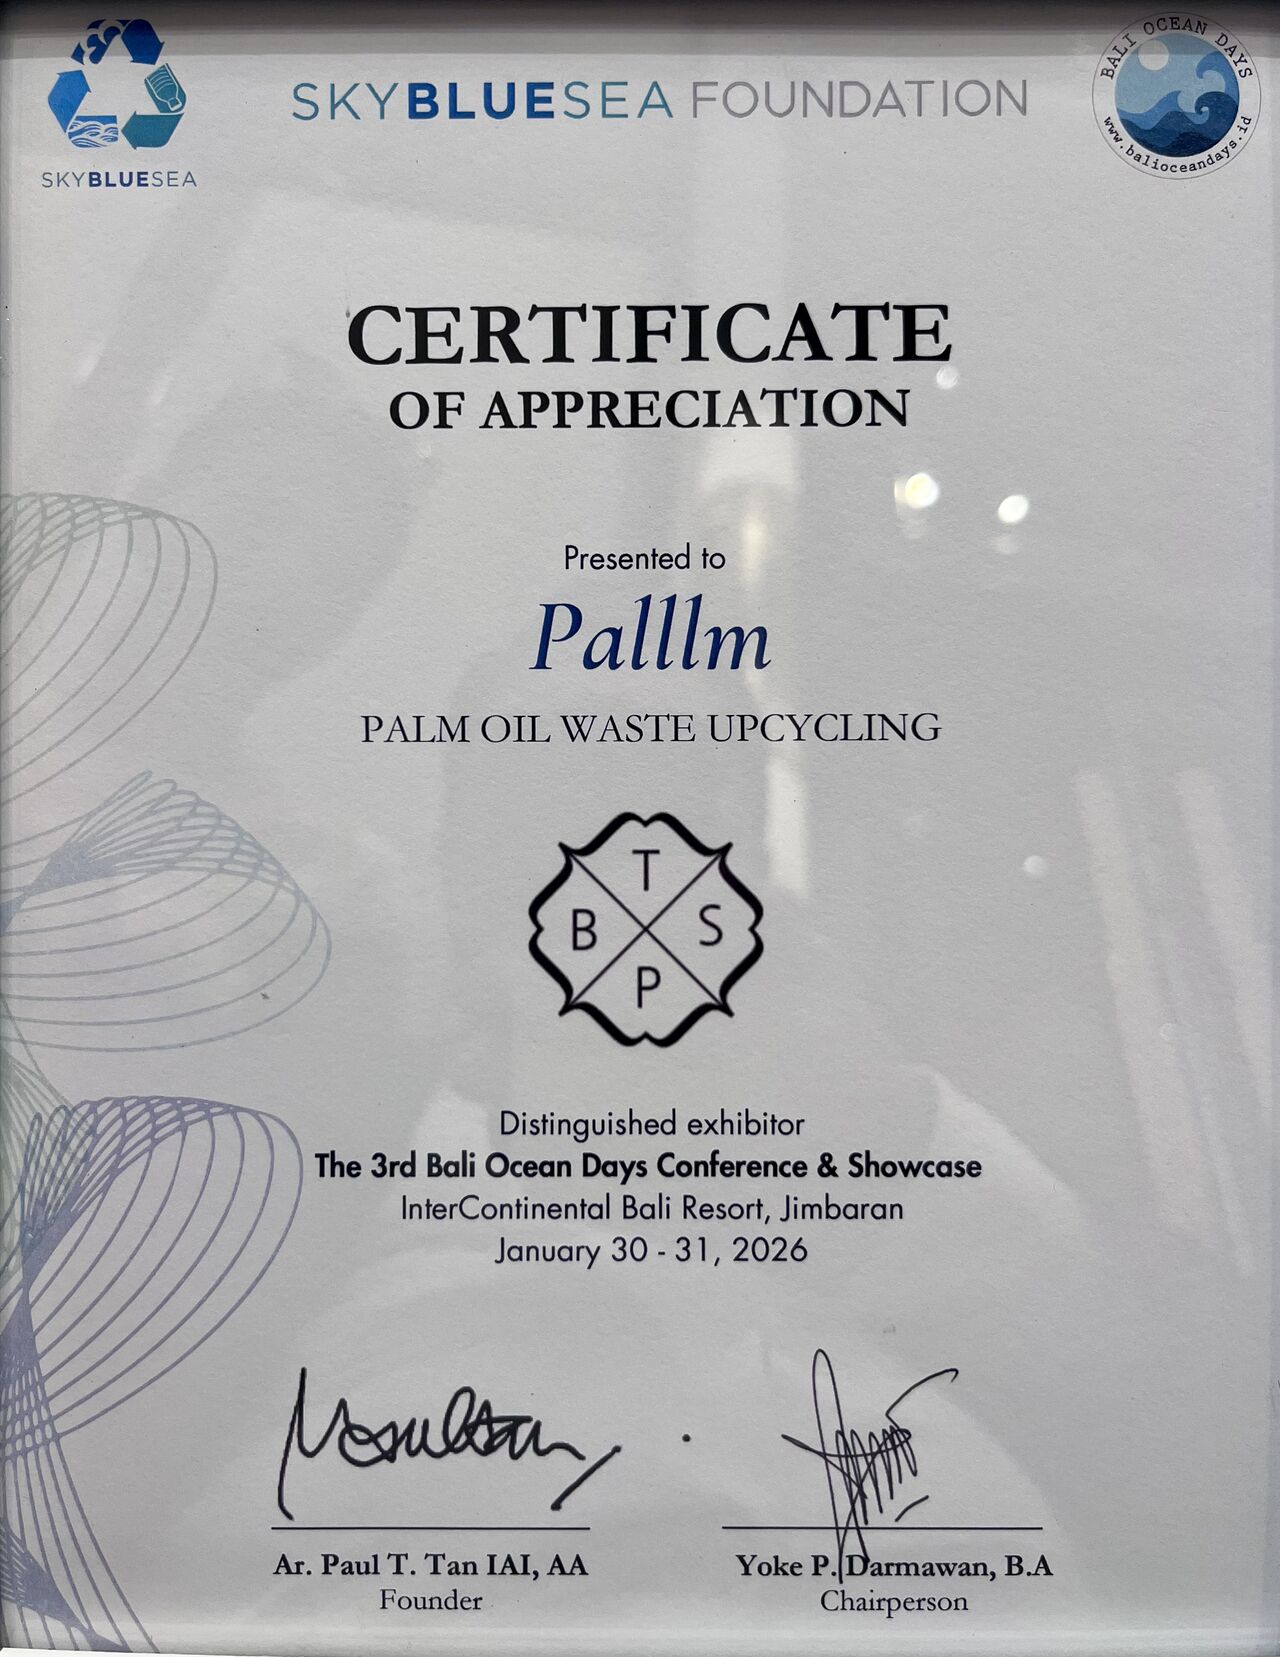 SKYBLUESEA
SKYBLUESEA FOUNDATION
BALI OCEAN DAYS
www.balioceandays.id
CERTIFICATE
OF APPRECIATION
Presented to
Palllm
PALM OIL WASTE UPCYCLING
T
B S
P
Distinguished exhibitor
The 3rd Bali Ocean Days Conference & Showcase
InterContinental Bali Resort, Jimbaran
January 30 - 31, 2026
Ar. Paul T. Tan IAI, AA
Founder
Yoke P. Darmawan, B.A
Chairperson